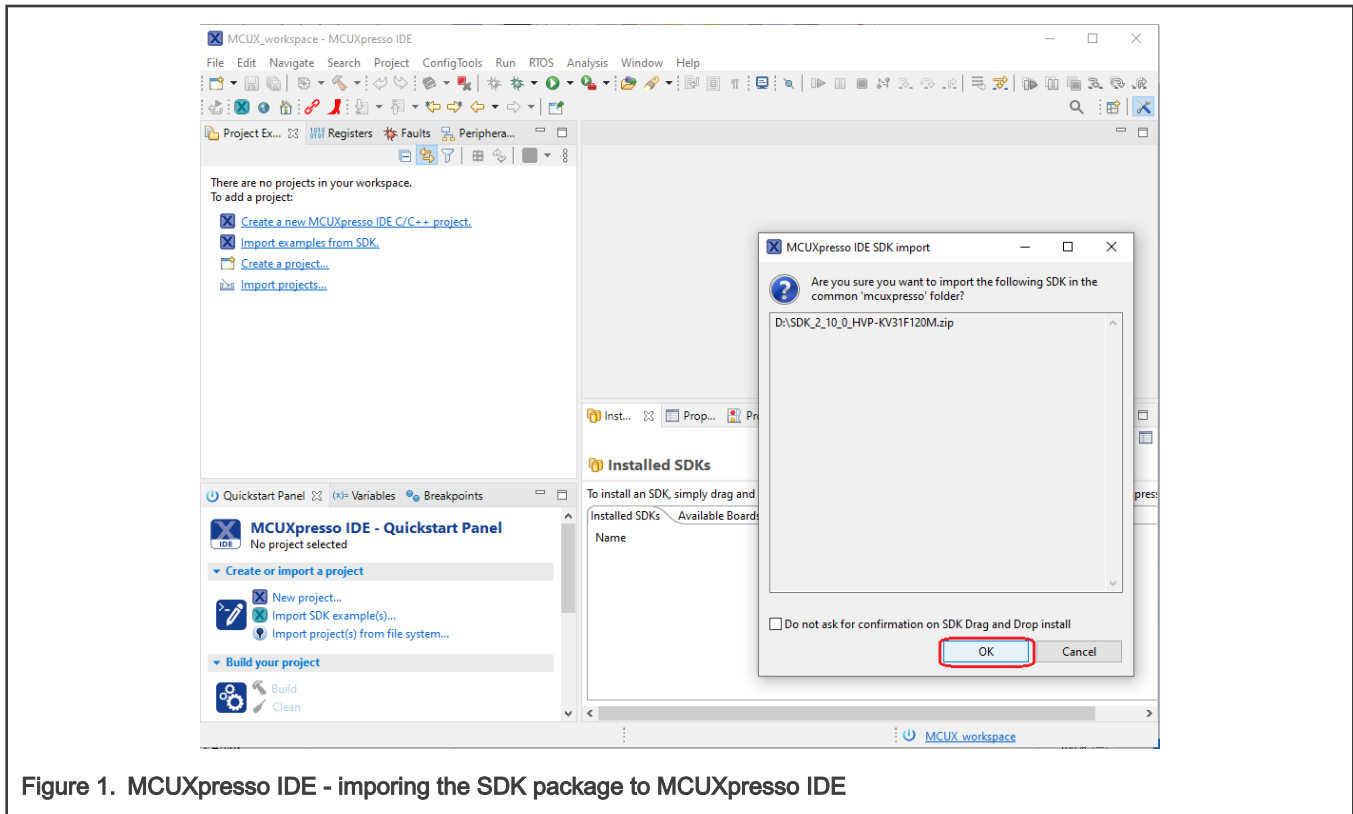 MCUX_workspace - MCUXpresso IDE
File Edit Navigate Search Project ConfigTools Run RTOS Analysis Window Help
Project Ex... Registers Faults Periphera...
There are no projects in your workspace.
To add a project:
Create a new MCUXpresso IDE C/C++ project.
Import examples from SDK.
Create a project...
Import projects...
MCUXpresso IDE SDK import
Are you sure you want to import the following SDK in the
common 'mcuxpresso' folder?
D:\SDK_2_10_0_HVP-KV31F120M.zip
Do not ask for confirmation on SDK Drag and Drop install
OK Cancel
Inst... Prop... Pr
Installed SDKs
To install an SDK, simply drag and
Installed SDKs Available Boards
Name
Quickstart Panel (x)= Variables Breakpoints
IDE
MCUXpresso IDE - Quickstart Panel
No project selected
Create or import a project
New project...
Import SDK example(s)...
Import project(s) from file system...
Build your project
Build
Clean
MCUX_workspace
Figure 1. MCUXpresso IDE - imporing the SDK package to MCUXpresso IDE